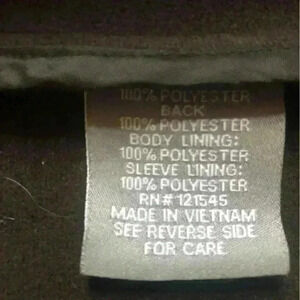 100% POLYESTER
BACK
100% POLYESTER
BODY LINING:
100% POLYESTER
SLEEVE LINING:
100% POLYESTER
RN# 121545
MADE IN VIETNAM
SEE REVERSE SIDE
FOR CARE